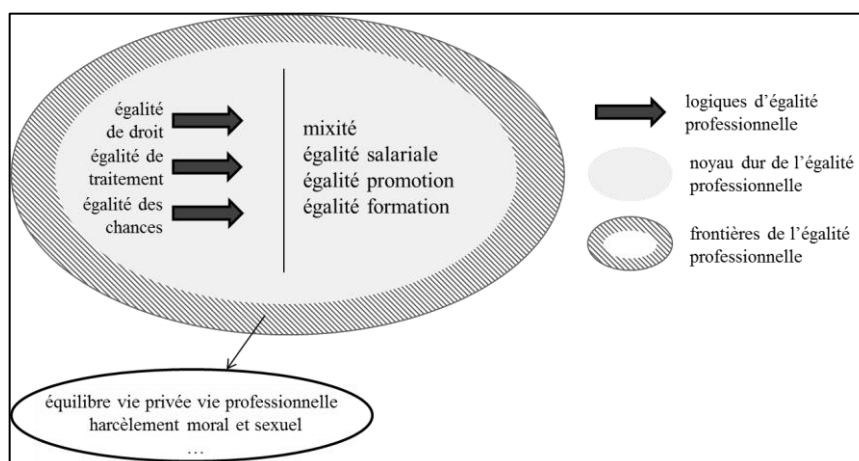 égalité
de droit
égalité de
traitement
égalité des
chances
mixité
égalité salariale
égalité promotion
égalité formation
logiques d’égalité
professionnelle
noyau dur de l’égalité
professionnelle
frontières de l’égalité
professionnelle
équilibre vie privée vie professionnelle
harcèlement moral et sexuel
…